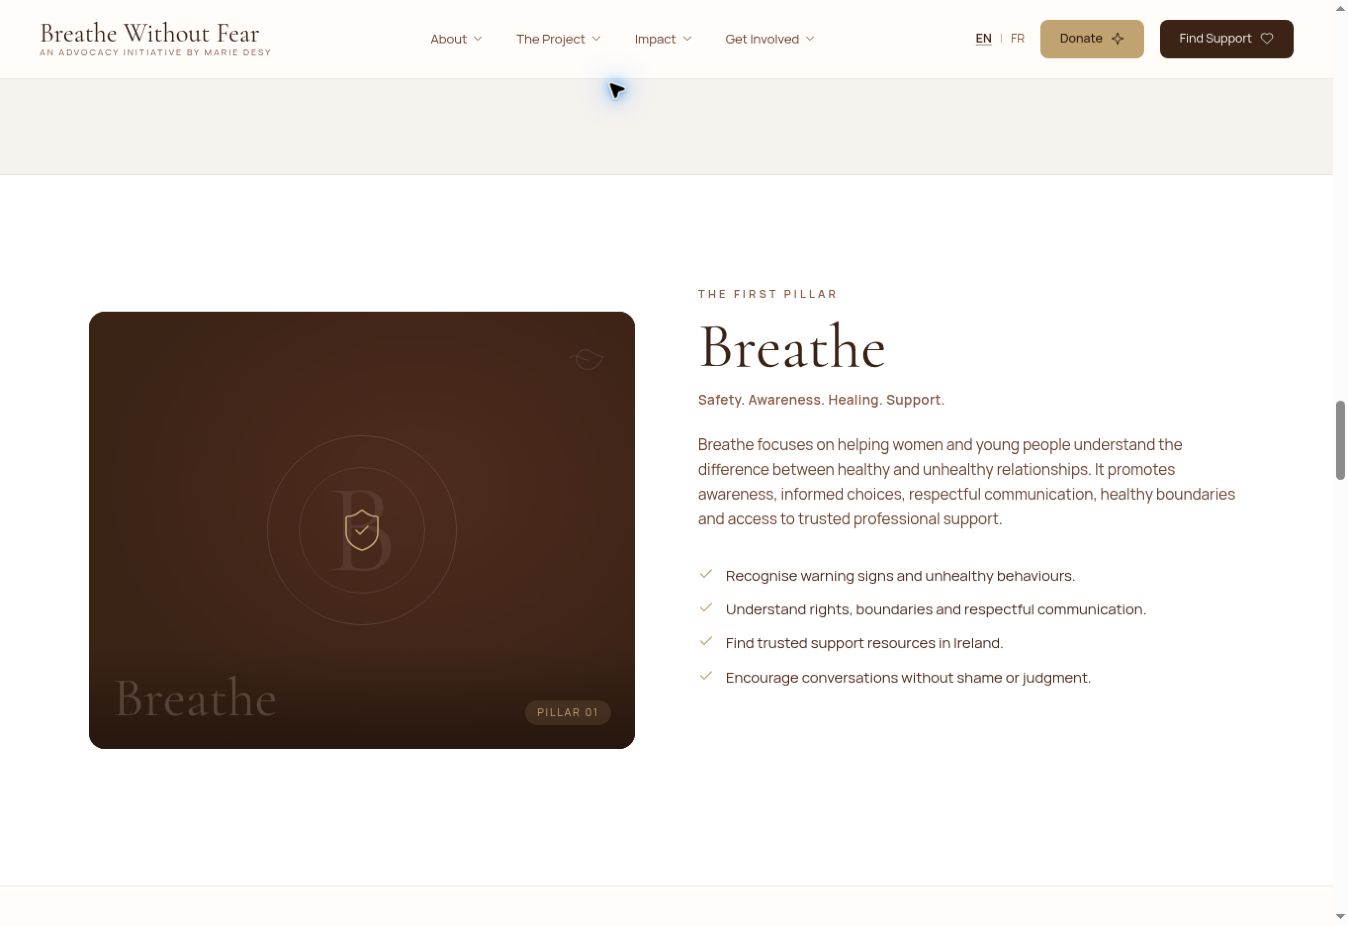 Breathe Without Fear
AN ADVOCACY INITIATIVE BY MARIE DESY
About
The Project
Impact
Get Involved
EN | FR
Donate
Find Support
THE FIRST PILLAR
Breathe
Safety. Awareness. Healing. Support.
Breathe focuses on helping women and young people understand the
difference between healthy and unhealthy relationships. It promotes
awareness, informed choices, respectful communication, healthy boundaries
and access to trusted professional support.
Recognise warning signs and unhealthy behaviours.
Understand rights, boundaries and respectful communication.
Find trusted support resources in Ireland.
Encourage conversations without shame or judgment.
B
Breathe
PILLAR 01